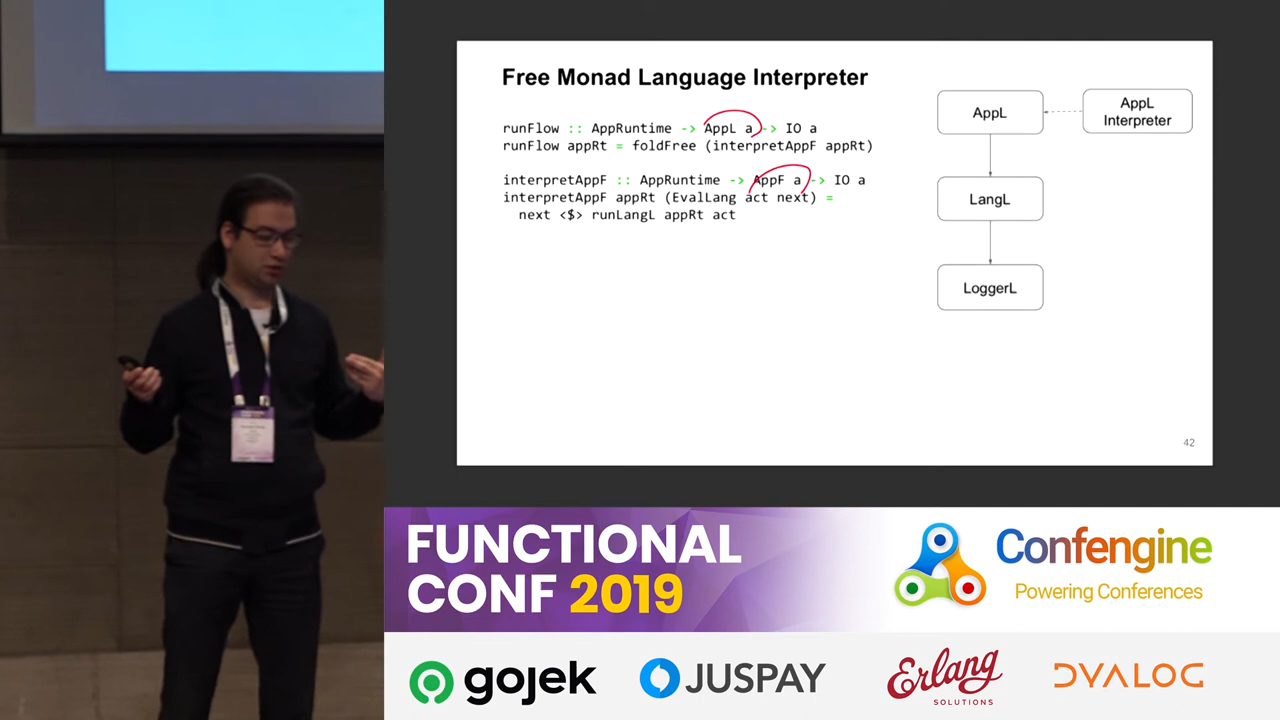 Free Monad Language Interpreter
runFlow :: AppRuntime -> AppL a -> IO a
runFlow appRt = foldFree (interpretAppF appRt)
interpretAppF :: AppRuntime -> AppF a -> IO a
interpretAppF appRt (EvalLang act next) =
next <$> runLangL appRt act
AppL
AppL
Interpreter
LangL
LoggerL
42
FUNCTIONAL
CONF 2019
Confengine
Powering Conferences
gojek
JUSPAY
Erlang
SOLUTIONS
DYALOG